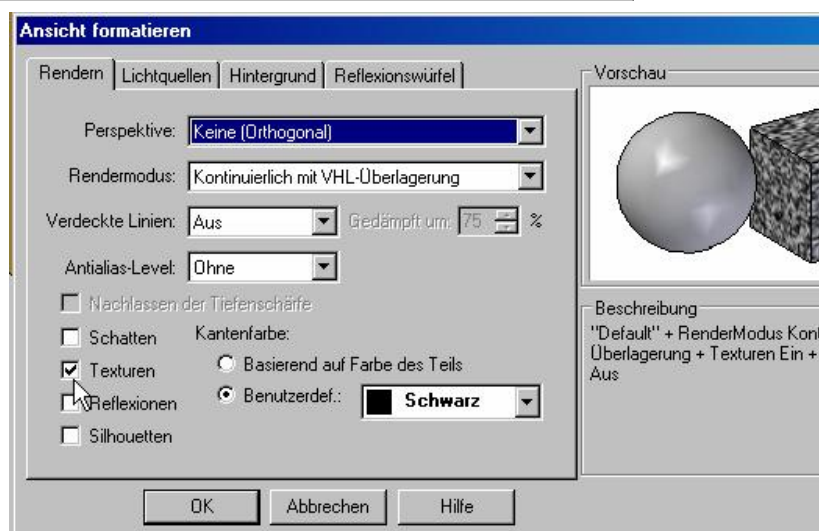 Ansicht formatieren
Rendern Lichtquellen Hintergrund Reflexionswürfel
Perspektive: Keine (Orthogonal)
Rendermodus: Kontinuierlich mit VHL-Überlagerung
Verdeckte Linien: Aus Gedämpft um: 75 %
Antialias-Level: Ohne
Nachlassen der Tiefenschärfe
Schatten
Texturen
Reflexionen
Silhouetten
Kantenfarbe:
Basierend auf Farbe des Teils
Benutzerdef.: Schwarz
OK Abbrechen Hilfe
Vorschau
Beschreibung
"Default" + RenderModus Kont
Überlagerung + Texturen Ein +
Aus